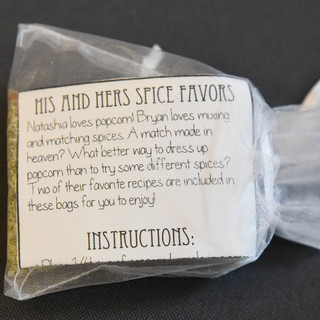 HIS AND HERS SPICE FAVORS
Natashia loves popcorn! Bryan loves mixing
and matching spices. A match made in
heaven? What better way to dress up
popcorn than to try some different spices?
Two of their favorite recipes are included in
these bags for you to enjoy!
INSTRUCTIONS: